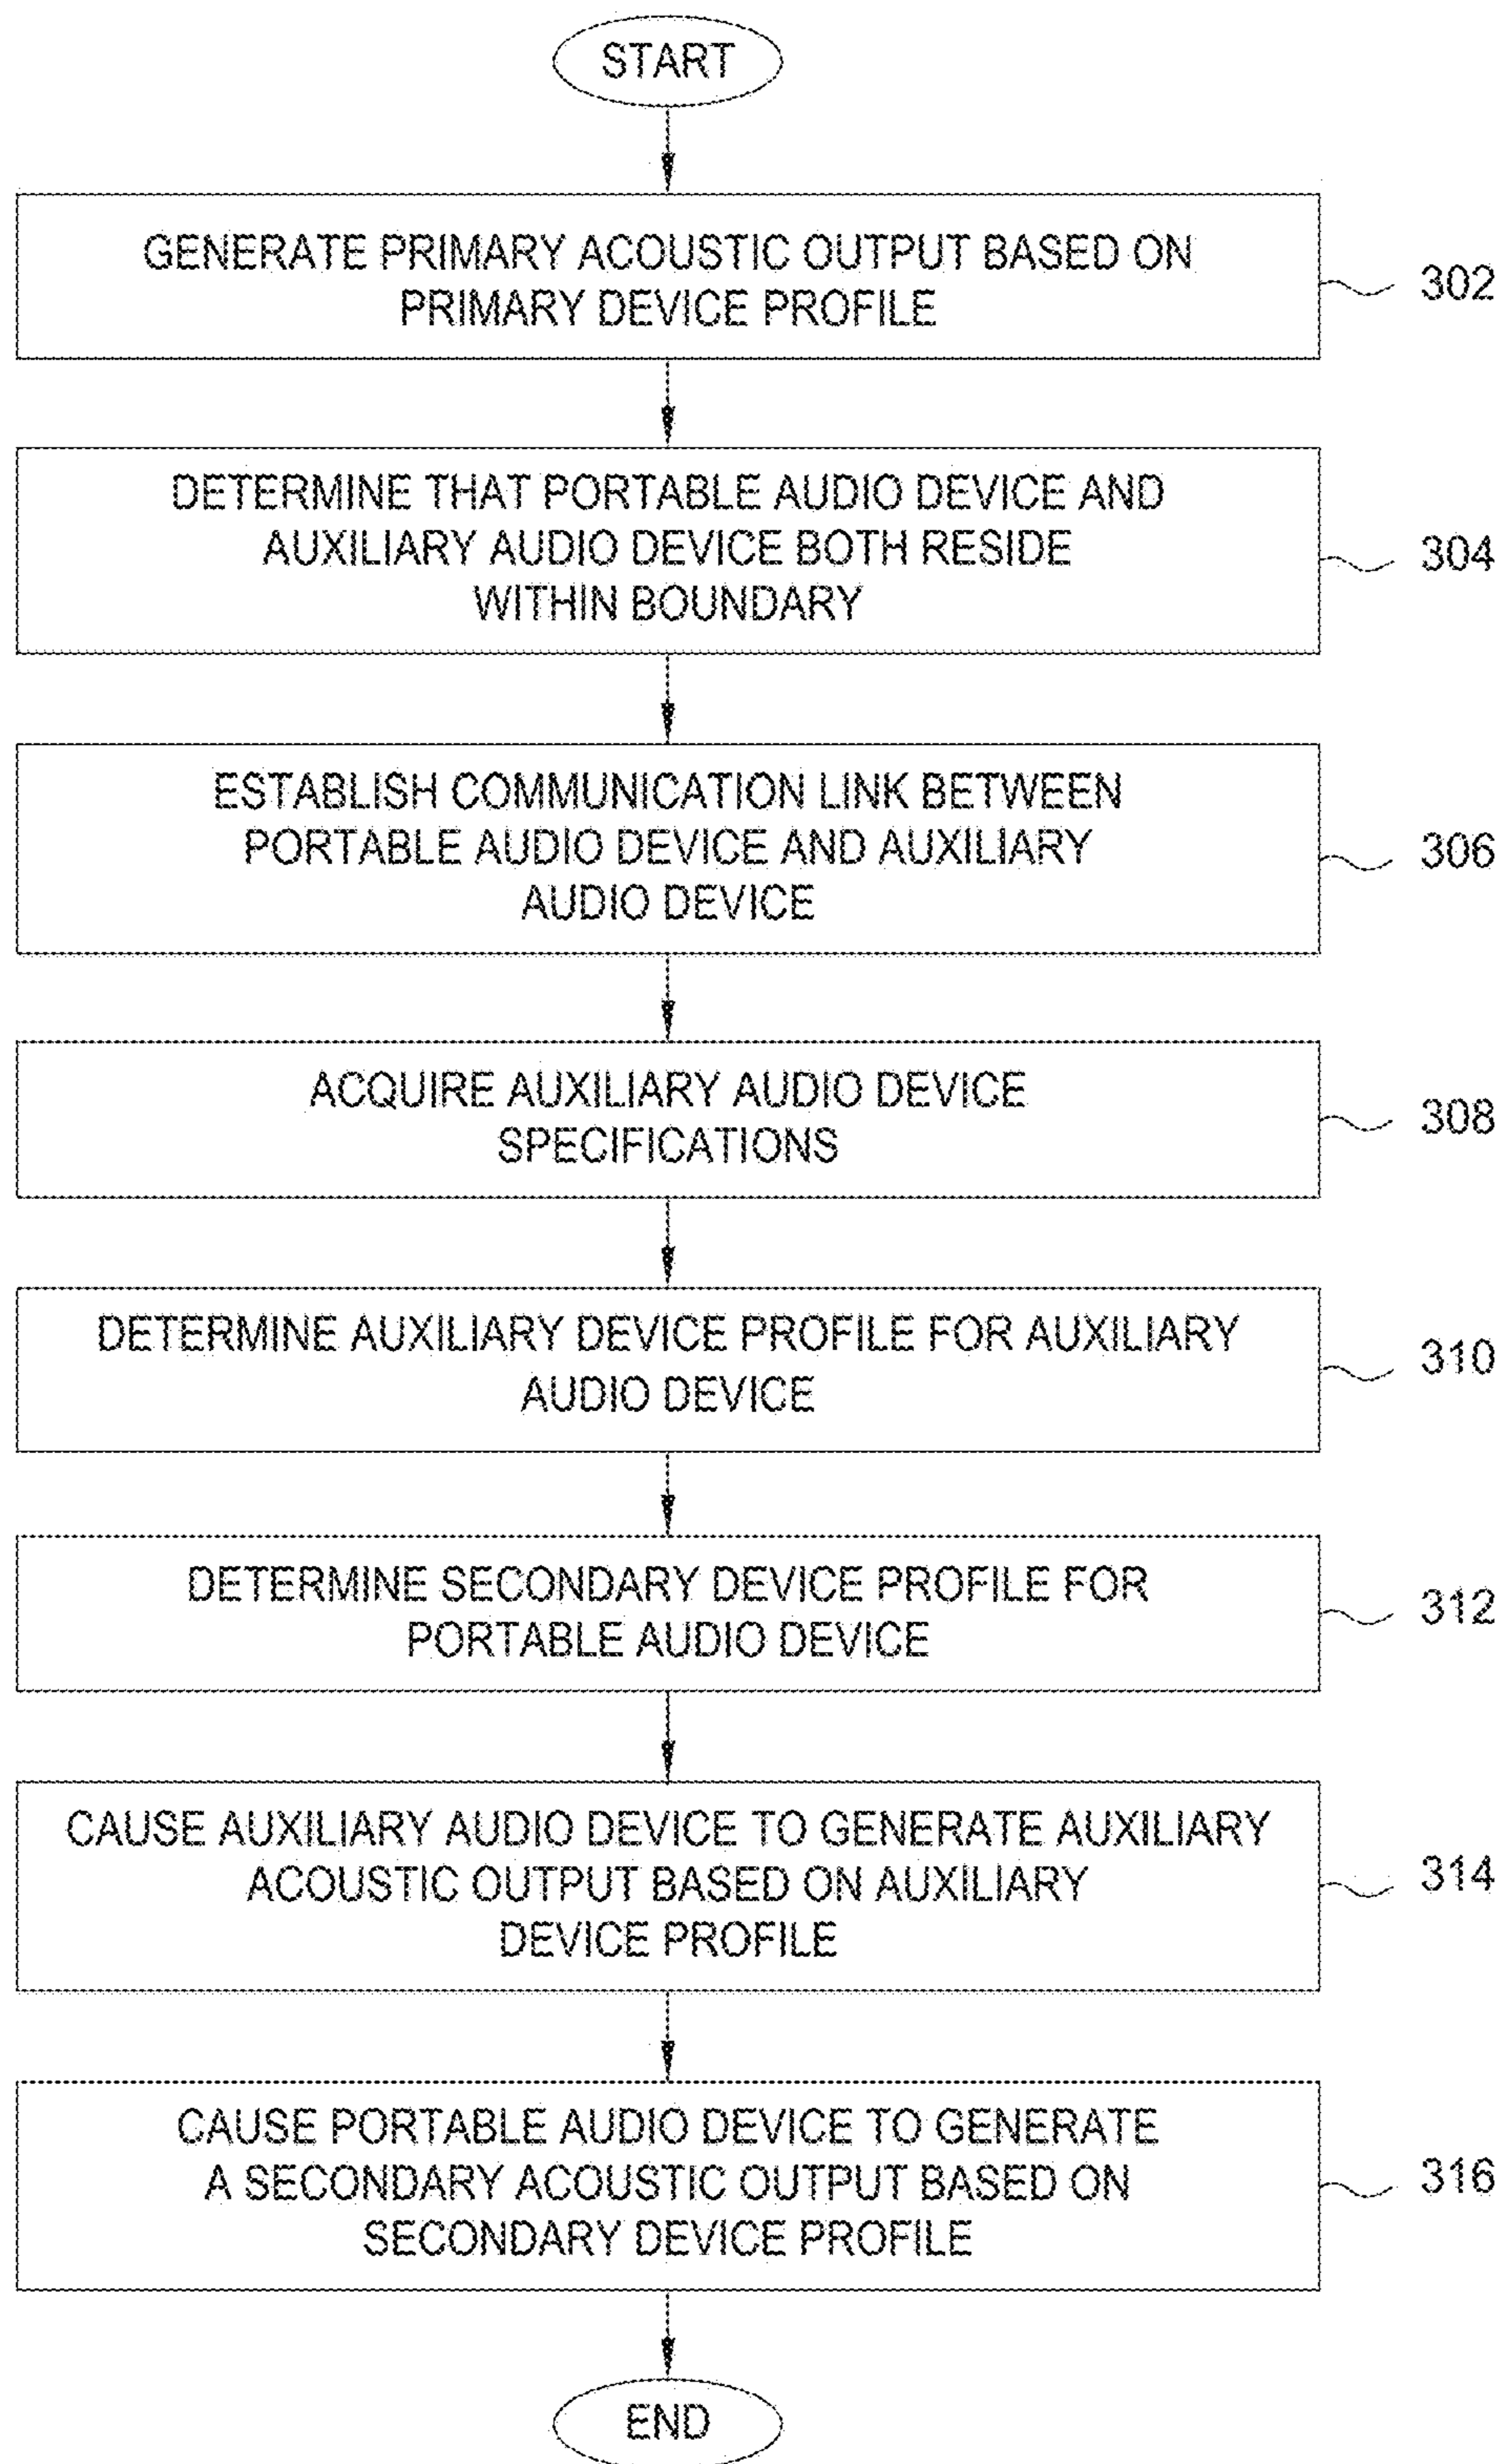 START
GENERATE PRIMARY ACOUSTIC OUTPUT BASED ON
PRIMARY DEVICE PROFILE
302
DETERMINE THAT PORTABLE AUDIO DEVICE AND
AUXILIARY AUDIO DEVICE BOTH RESIDE
WITHIN BOUNDARY
304
ESTABLISH COMMUNICATION LINK BETWEEN
PORTABLE AUDIO DEVICE AND AUXILIARY
AUDIO DEVICE
306
ACQUIRE AUXILIARY AUDIO DEVICE
SPECIFICATIONS
308
DETERMINE AUXILIARY DEVICE PROFILE FOR AUXILIARY
AUDIO DEVICE
310
DETERMINE SECONDARY DEVICE PROFILE FOR
PORTABLE AUDIO DEVICE
312
CAUSE AUXILIARY AUDIO DEVICE TO GENERATE AUXILIARY
ACOUSTIC OUTPUT BASED ON AUXILIARY
DEVICE PROFILE
314
CAUSE PORTABLE AUDIO DEVICE TO GENERATE
A SECONDARY ACOUSTIC OUTPUT BASED ON
SECONDARY DEVICE PROFILE
316
END